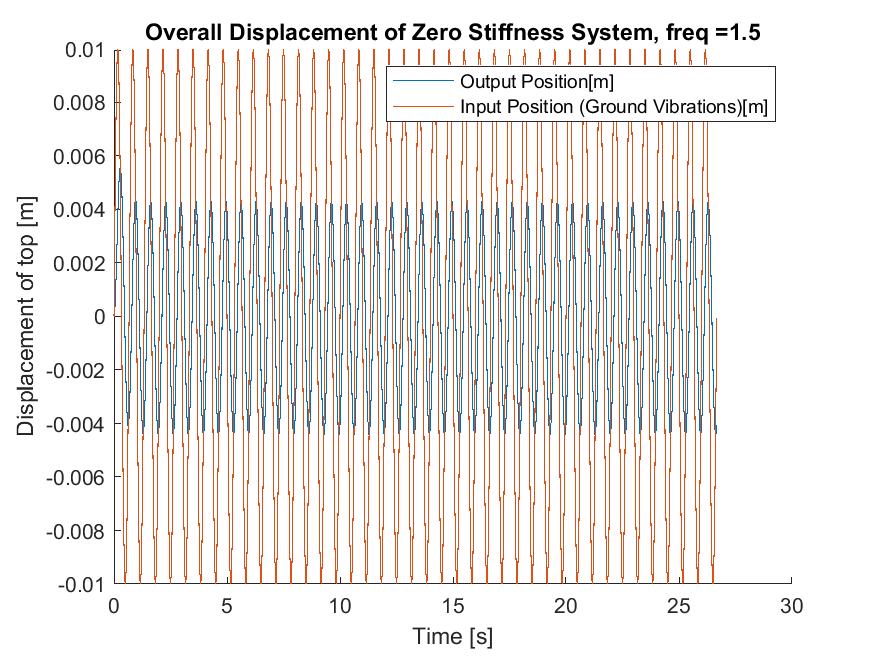 Overall Displacement of Zero Stiffness System, freq =1.5
0.01
0.008
0.006
0.004
0.002
0
-0.002
-0.004
-0.006
-0.008
-0.01
Displacement of top [m]
Output Position[m]
Input Position (Ground Vibrations)[m]
0 5 10 15 20 25 30
Time [s]